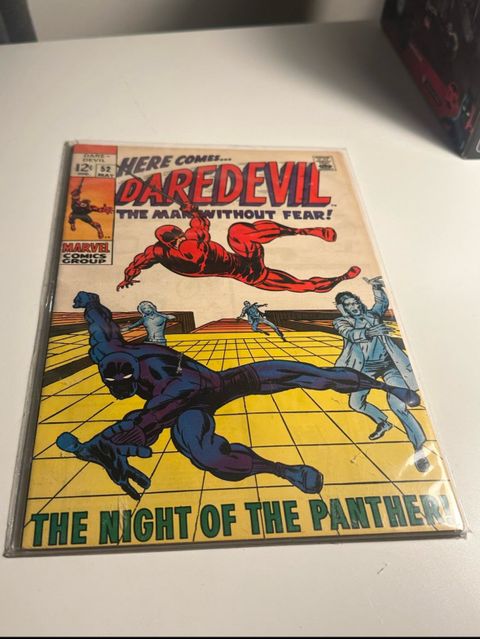 DARE-
DEVIL
12¢ 52
IND. MAY
MARVEL
COMICS
GROUP
HERE COMES...
DAREDEVIL
THE MAN WITHOUT FEAR!
THE NIGHT OF THE PANTHER!